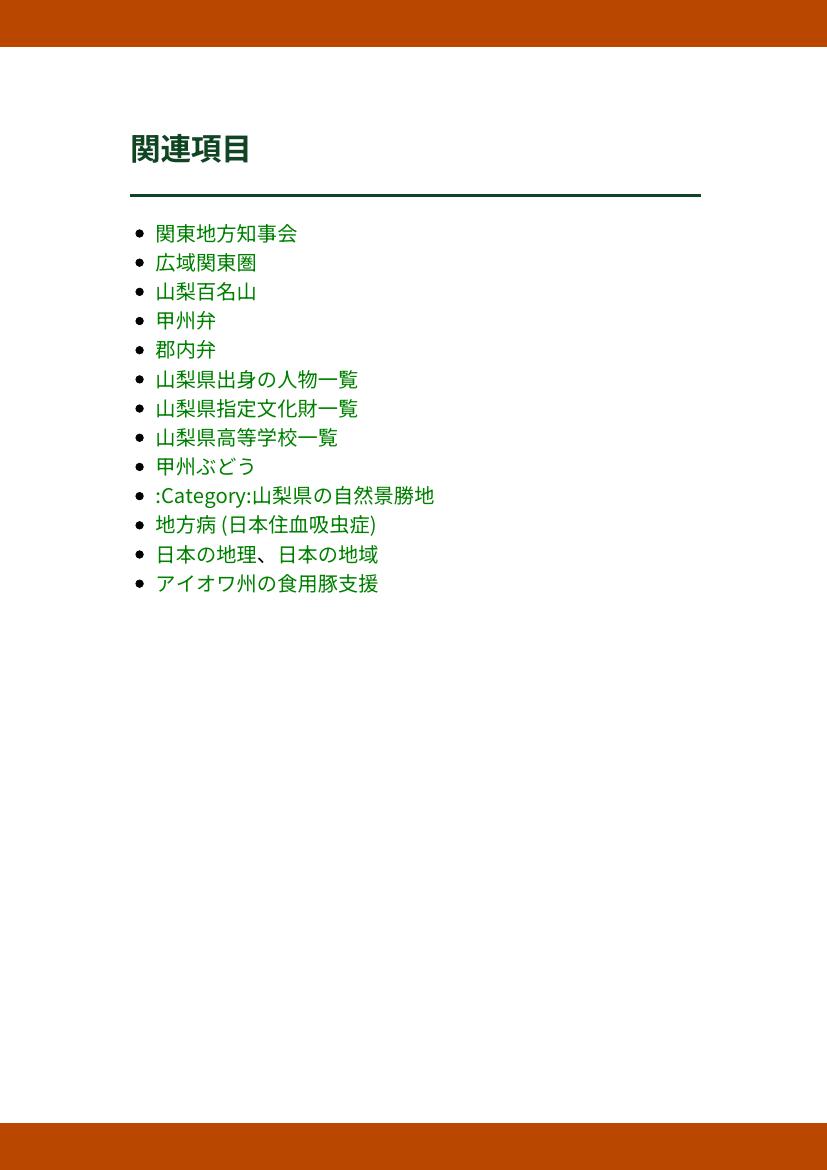 関連項目
関東地方知事会
広域関東圏
山梨百名山
甲州弁
郡内弁
山梨県出身の人物一覧
山梨県指定文化財一覧
山梨県高等学校一覧
甲州ぶどう
:Category:山梨県の自然景勝地
地方病 (日本住血吸虫症)
日本の地理、日本の地域
アイオワ州の食用豚支援